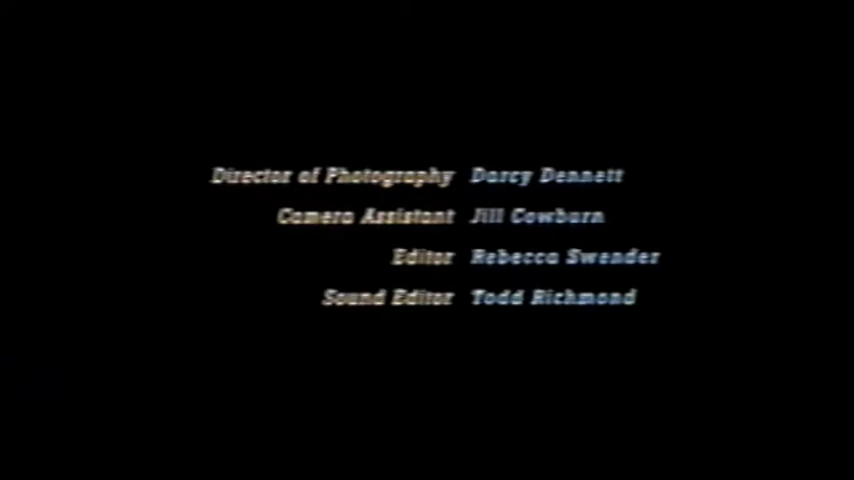 Director of Photography Darcy Dennett
Camera Assistant Jill Cowburn
Editor Rebecca Swender
Sound Editor Todd Richmond